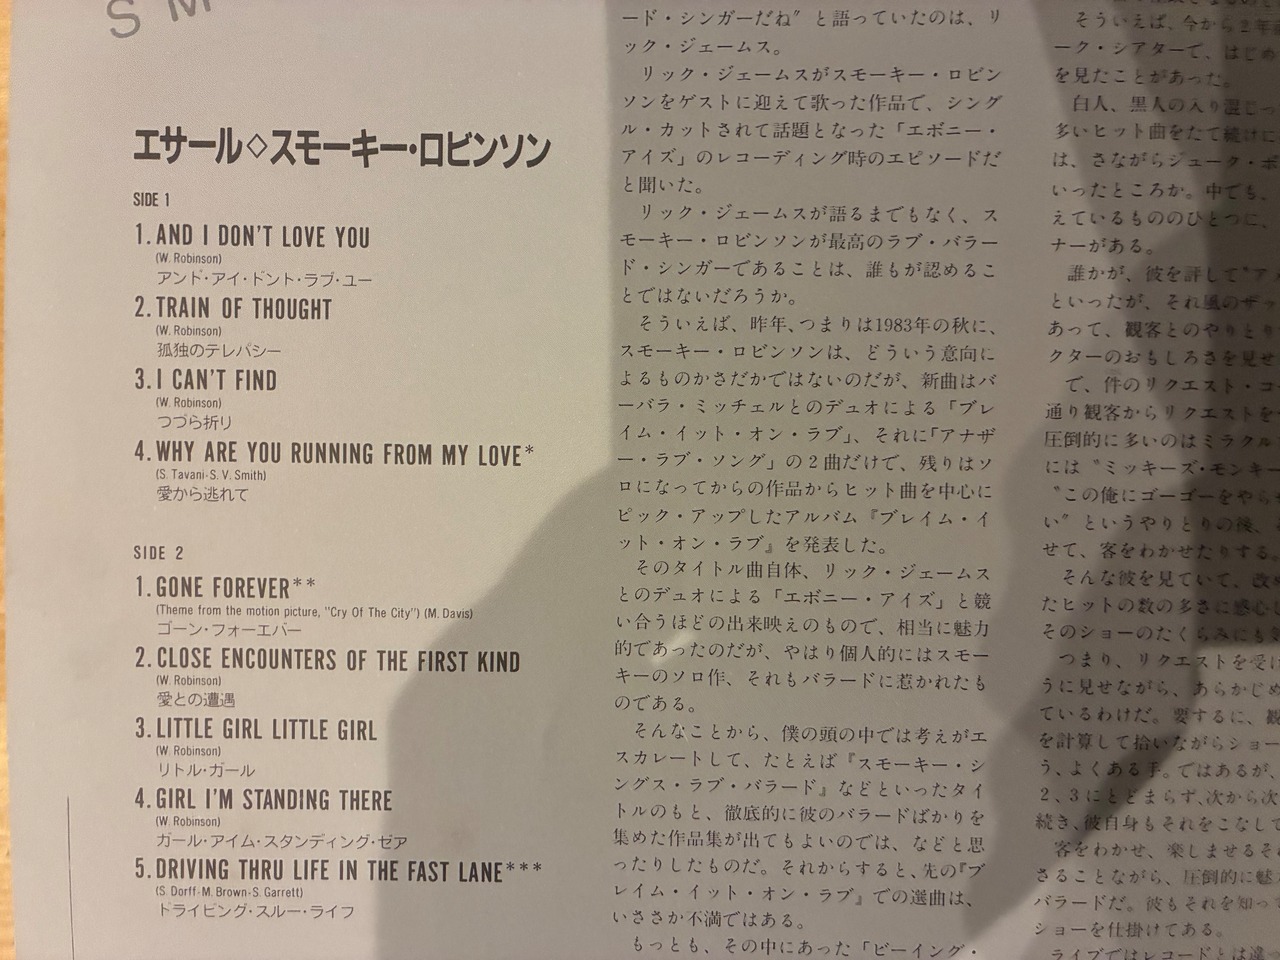 S M
エサール◇スモーキー・ロビンソン
SIDE 1
1. AND I DON'T LOVE YOU
(W. Robinson)
アンド・アイ・ドント・ラブ・ユー
2. TRAIN OF THOUGHT
(W. Robinson)
孤独のテレパシー
3. I CAN'T FIND
(W. Robinson)
つづら折り
4. WHY ARE YOU RUNNING FROM MY LOVE*
(S. Tavani・S. V. Smith)
愛から逃れて
SIDE 2
1. GONE FOREVER**
(Theme from the motion picture, "Cry Of The City") (M. Davis)
ゴーン・フォーエバー
2. CLOSE ENCOUNTERS OF THE FIRST KIND
(W. Robinson)
愛との遭遇
3. LITTLE GIRL LITTLE GIRL
(W. Robinson)
リトル・ガール
4. GIRL I'M STANDING THERE
(W. Robinson)
ガール・アイム・スタンディング・ゼア
5. DRIVING THRU LIFE IN THE FAST LANE***
(S. Dorff・M. Brown・S. Garrett)
ドライビング・スルー・ライフ
ード・シンガーだね〟と語っていたのは、リ
ック・ジェームス。
リック・ジェームスがスモーキー・ロビン
ソンをゲストに迎えて歌った作品で、シング
ル・カットされて話題となった「エボニー・
アイズ」のレコーディング時のエピソードだ
と聞いた。
リック・ジェームスが語るまでもなく、ス
モーキー・ロビンソンが最高のラブ・バラー
ド・シンガーであることは、誰もが認めるこ
とではないだろうか。
そういえば、昨年、つまりは1983年の秋に、
スモーキー・ロビンソンは、どういう意向に
よるものかさだかではないのだが、新曲はバ
ーバラ・ミッチェルとのデュオによる「ブレ
イム・イット・オン・ラブ」、それに「アナザ
ー・ラブ・ソング」の2曲だけで、残りはソ
ロになってからの作品からヒット曲を中心に
ピック・アップしたアルバム『ブレイム・イ
ット・オン・ラブ』を発表した。
そのタイトル曲自体、リック・ジェームス
とのデュオによる「エボニー・アイズ」と競
い合うほどの出来映えのもので、相当に魅力
的であったのだが、やはり個人的にはスモー
キーのソロ作、それもバラードに惹かれたも
のである。
そんなことから、僕の頭の中では考えがエ
スカレートして、たとえば『スモーキー・シ
ングス・ラブ・バラード』などといったタイ
トルのもと、徹底的に彼のバラードばかりを
集めた作品集が出てもよいのでは、などと思
ったりしたものだ。それからすると、先の『ブ
レイム・イット・オン・ラブ』での選曲は、
いささか不満ではある。
もっとも、その中にあった「ビーイング・
そういえば、今から2年
ーク・シアターで、はじめ
を見たことがあった。
白人、黒人の入り混じっ
多いヒット曲をたて続けに
は、さながらジューク・ボ
いったところか。中でも、
えているもののひとつに、
ナーがある。
誰かが、彼を評して〝ア
といったが、それ風のザッ
あって、観客とのやりとり
クターのおもしろさを見せ
で、件のリクエスト・コ
通り観客からリクエストを
圧倒的に多いのはミラクル
には〝ミッキーズ・モンキー
〝この俺にゴーゴーをやら
い〟というやりとりの後、
せて、客をわかせたりする。
そんな彼を見ていて、改
たヒットの数の多さに感心
そのショーのたくらみにも
つまり、リクエストを受け
うに見せながら、あらかじめ
ているわけだ。要するに、観
を計算して拾いながらショー
う、よくある手。ではあるが、
2、3にとどまらず、次から次
続き、彼自身もそれをこなして
客をわかせ、楽しませるそ
さることながら、圧倒的に魅
バラードだ。彼もそれを知って
ショーを仕掛けてある。
ライブではレコードとは違